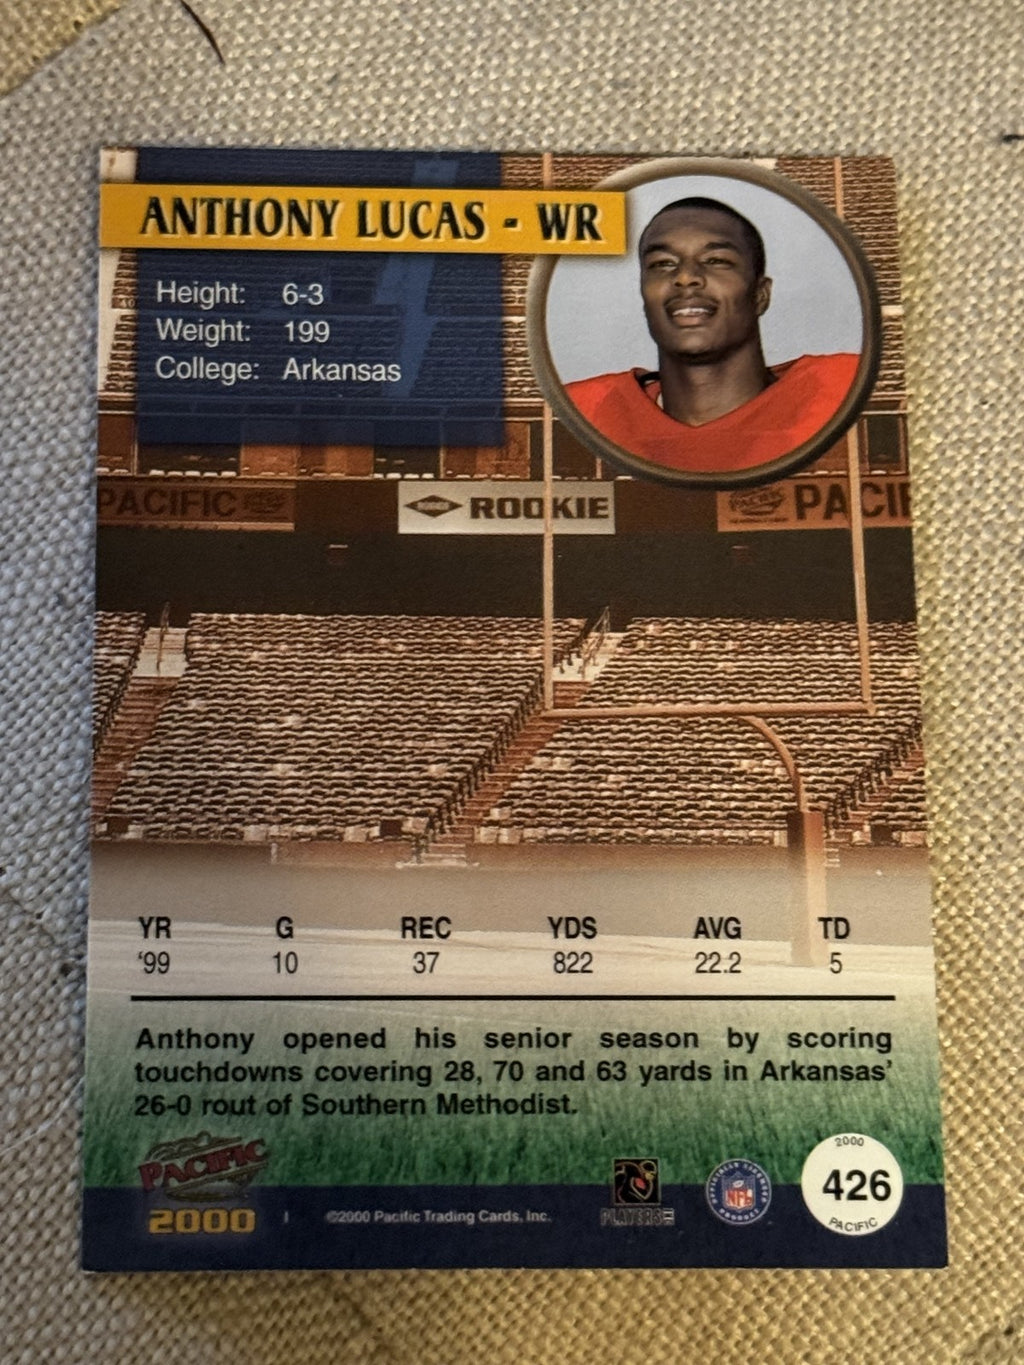 ANTHONY LUCAS - WR
Height: 6-3
Weight: 199
College: Arkansas
PACIFIC
ROOKIE
PACIF
YR G REC YDS AVG TD
'99 10 37 822 22.2 5
Anthony opened his senior season by scoring
touchdowns covering 28, 70 and 63 yards in Arkansas'
26-0 rout of Southern Methodist.
PACIFIC
2000
©2000 Pacific Trading Cards, Inc.
PLAYERS INC
NFL
2000
426
PACIFIC